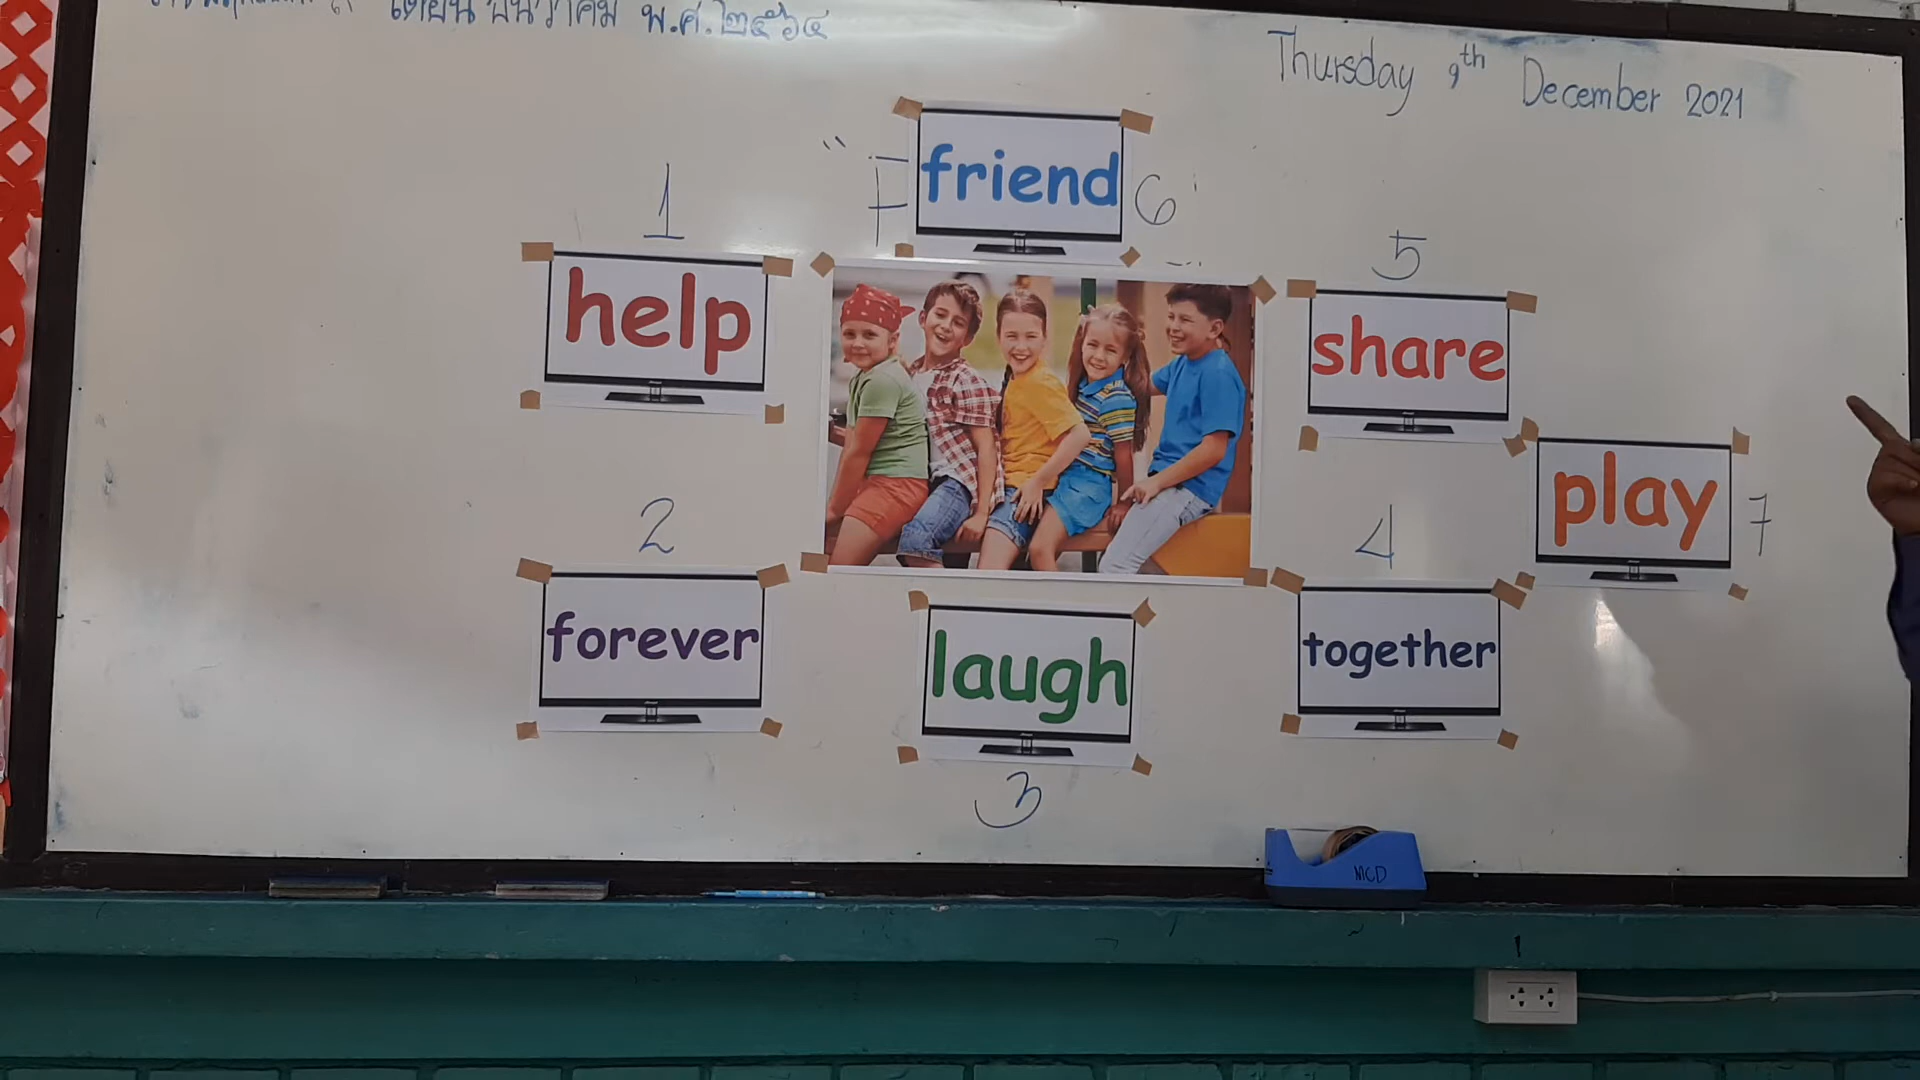 เดือน ธันวาคม พ.ศ.๒๕๖๔
Thursday 9th December 2021
friend 6
1
help
5
share
play 7
2
forever
4
together
laugh
3
MCD